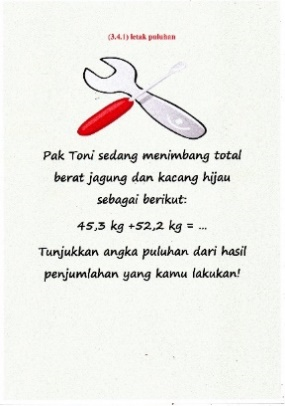 (3.4.1) letak puluhan
Pak Toni sedang menimbang total
berat jagung dan kacang hijau
sebagai berikut:
45,3 kg +52,2 kg = ...
Tunjukkan angka puluhan dari hasil
penjumlahan yang kamu lakukan!